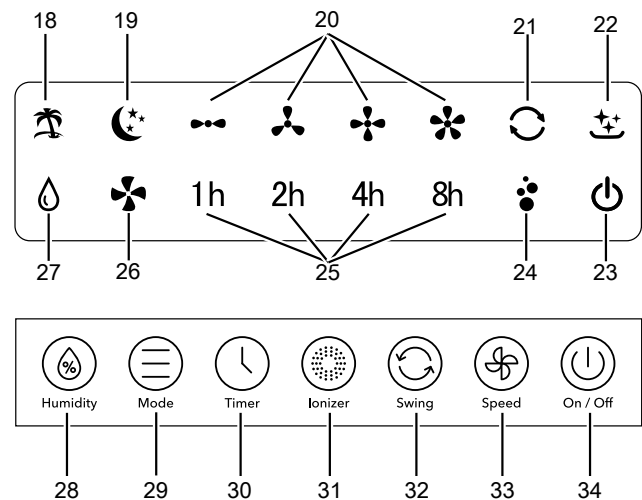 18 19 20 21 22
1h 2h 4h 8h
27 26 25 24 23
%
Humidity Mode Timer Ionizer Swing Speed On / Off
28 29 30 31 32 33 34